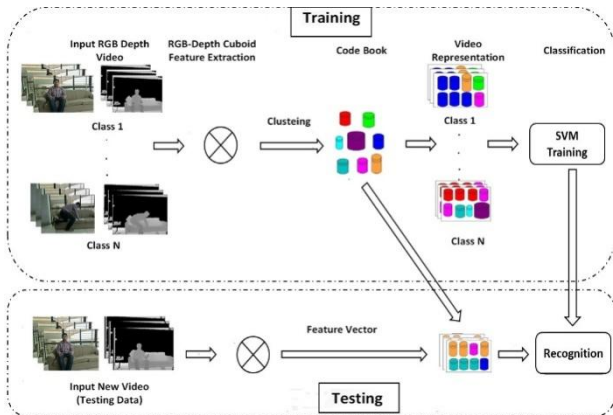 Training
Input RGB Depth
Video
RGB-Depth Cuboid
Feature Extraction
Code Book
Video
Representation
Classification
Class 1
Clusteing
Class 1
SVM
Training
Class N
Class N
Feature Vector
Recognition
Input New Video
(Testing Data)
Testing